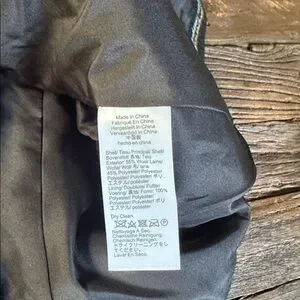 Made in China
Fabriqué En China
Hergestellt In China
Vervaardigd In China
中国製
hecho en china
Shell/ Tissu Principal/ Shell/
Bovenstof/ 表地/ Tela
Exterior: 55% Wool/ Laine/
Wolle/ Wol/ 毛/ lana
45% Polyester/ Polyester/
Polyester/ Polyester/ ポリ
エステル/ poliéster
Lining/ Doublure/ Futter/
Voering/ 裏地/ Forro: 100%
Polyester/ Polyester/
Polyester/ Polyester/ ポリ
エステル/ poliéster
Dry Clean
Nettoyage A Sec.
Chemische Reinigung.
Chemisch Reinigen.
ドライクリーニングをし
てください.
Lavar En Seco.